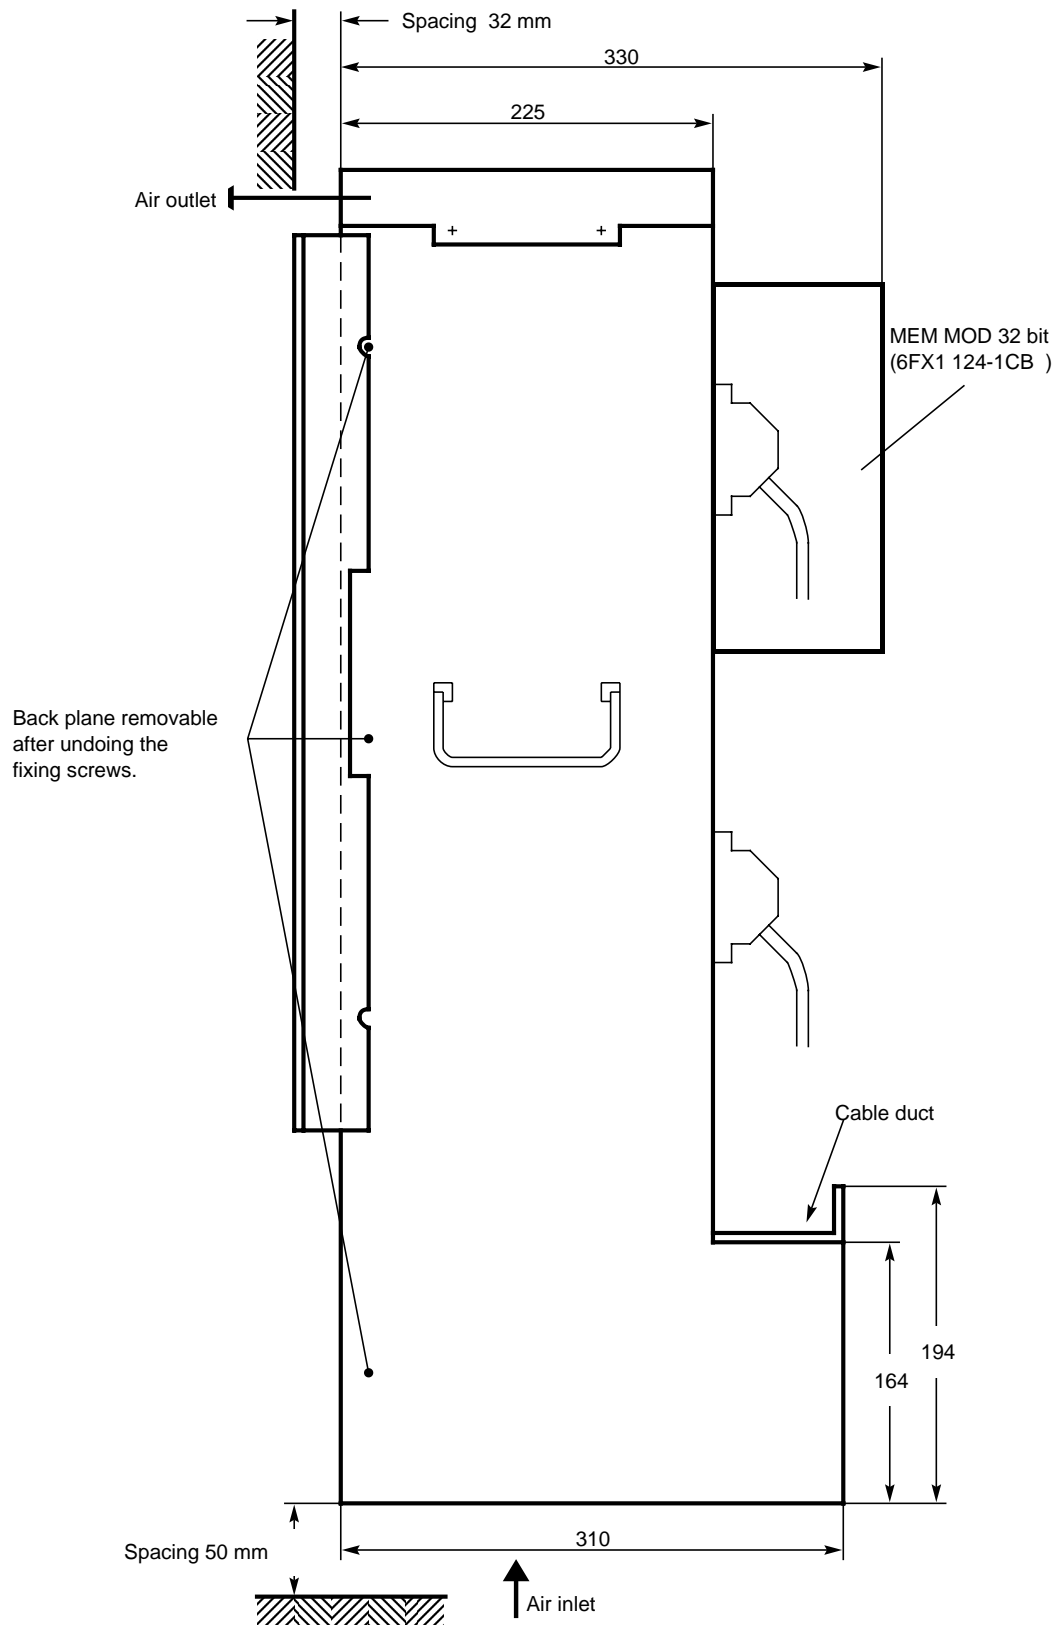 Spacing 32 mm
330
225
Air outlet
+ +
MEM MOD 32 bit
(6FX1 124-1CB )
Back plane removable
after undoing the
fixing screws.
Cable duct
194
164
310
Spacing 50 mm
Air inlet